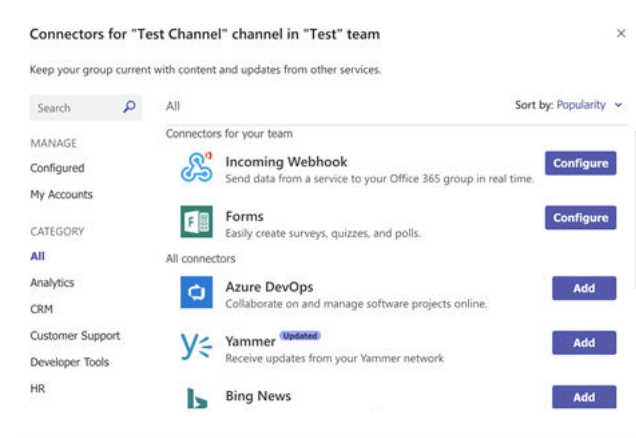 Connectors for "Test Channel" channel in "Test" team
Keep your group current with content and updates from other services.
Search
All
Sort by: Popularity
MANAGE
Configured
My Accounts
CATEGORY
All
Analytics
CRM
Customer Support
Developer Tools
HR
Connectors for your team
Incoming Webhook
Configure
Send data from a service to your Office 365 group in real time.
Forms
Configure
Easily create surveys, quizzes, and polls.
All connectors
Azure DevOps
Add
Collaborate on and manage software projects online.
Yammer Updated
Add
Receive updates from your Yammer network
Bing News
Add